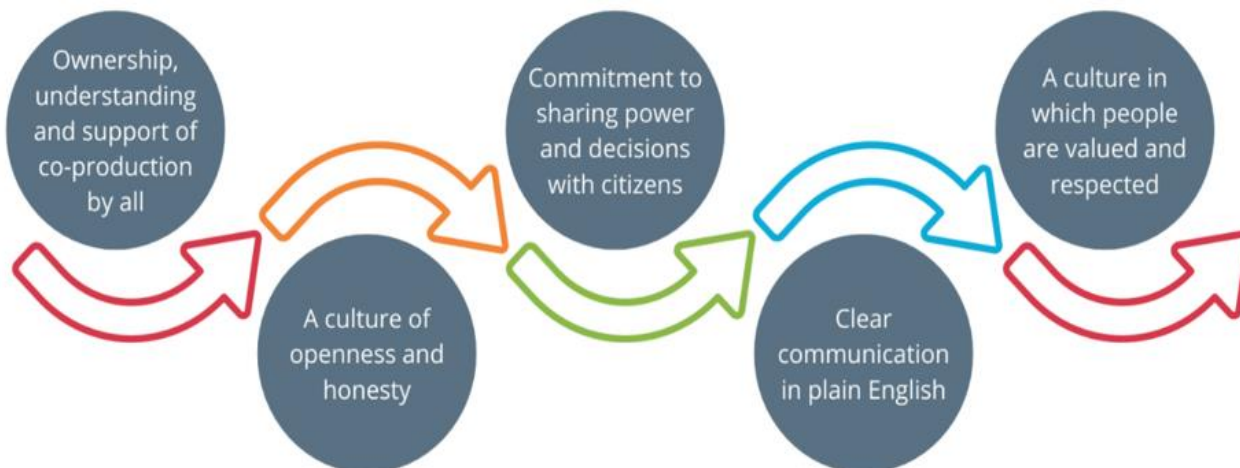 Ownership,
understanding
and support of
co-production
by all
A culture of
openness and
honesty
Commitment to
sharing power
and decisions
with citizens
Clear
communication
in plain English
A culture in
which people
are valued and
respected